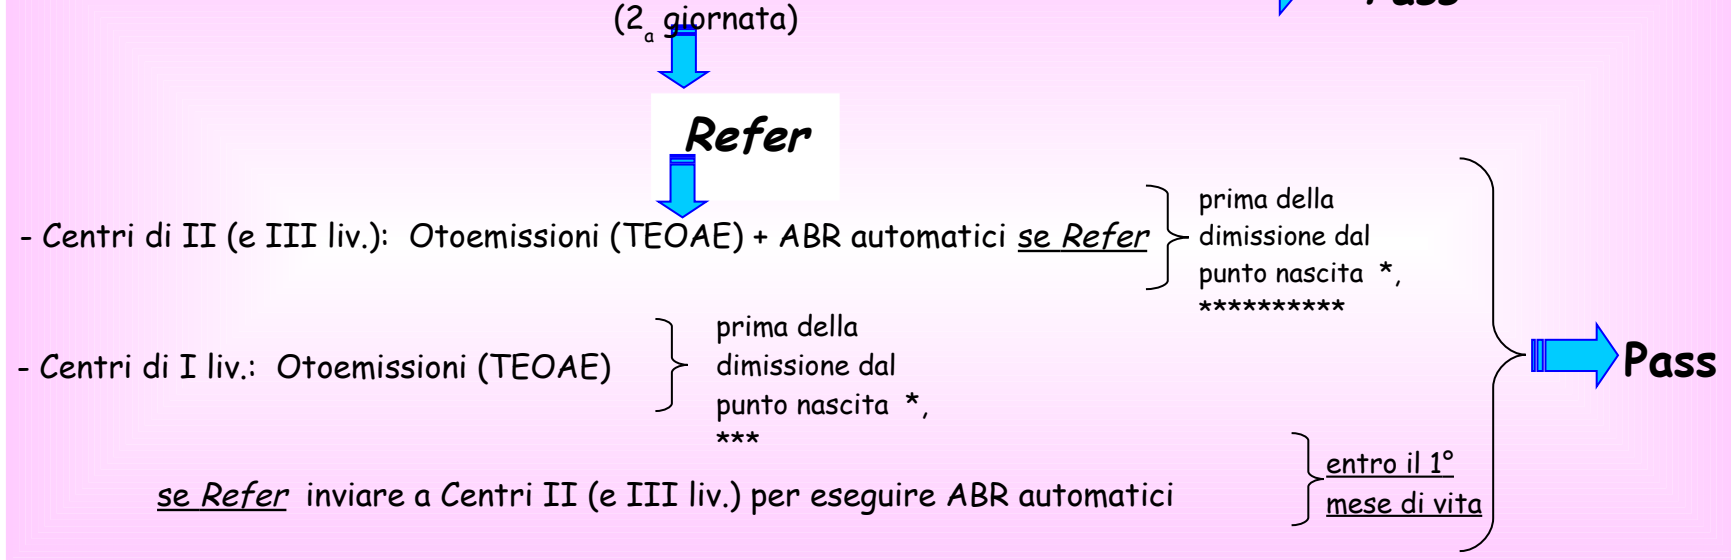 Pass
(2a giornata)
Refer
- Centri di II (e III liv.): Otoemissioni (TEOAE) + ABR automatici se Refer
prima della
dimissione dal
punto nascita *,
**********
- Centri di I liv.: Otoemissioni (TEOAE)
prima della
dimissione dal
punto nascita *,
***
Pass
se Refer inviare a Centri II (e III liv.) per eseguire ABR automatici
entro il 1°
mese di vita